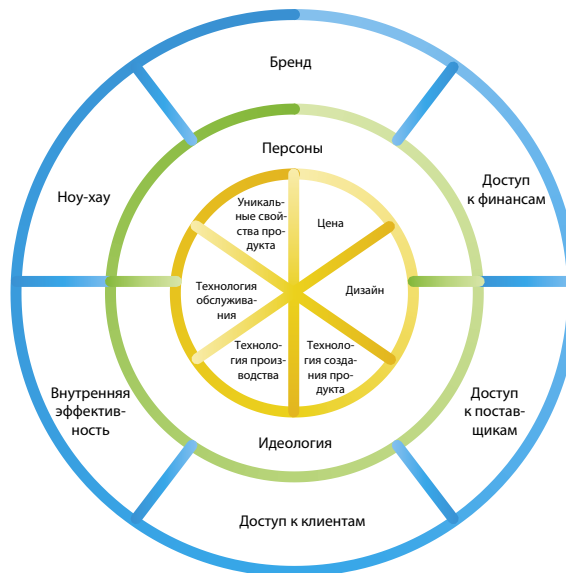 Бренд
Персоны
Ноу-хау
Доступ
к финансам
Уникаль-
ные свой-
ства про-
дукта
Цена
Технология
обслужива-
ния
Дизайн
Техноло-
гия произ-
водства
Техноло-
гия созда-
ния про-
дукта
Внутренняя
эффектив-
ность
Доступ
к постав-
щикам
Идеология
Доступ к клиентам